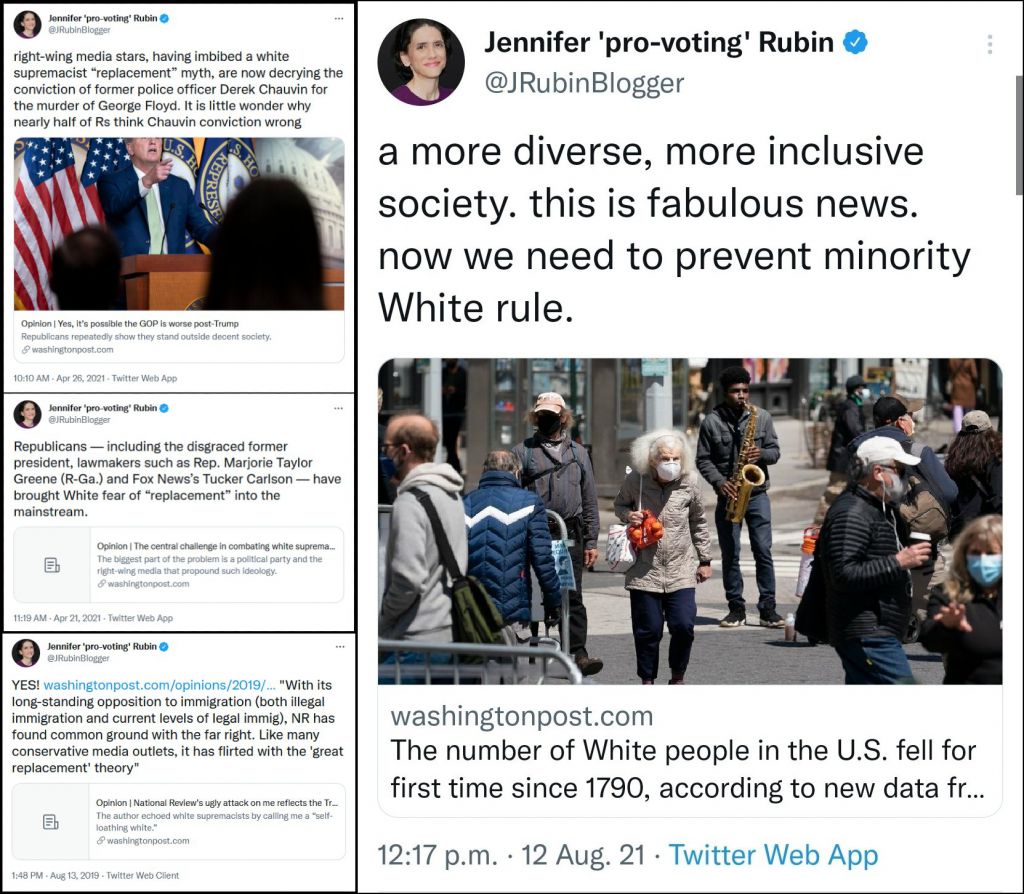 Jennifer 'pro-voting' Rubin
@JRubinBlogger
right-wing media stars, having imbibed a white
supremacist “replacement” myth, are now decrying the
conviction of former police officer Derek Chauvin for
the murder of George Floyd. It is little wonder why
nearly half of Rs think Chauvin conviction wrong
Opinion | Yes, it's possible the GOP is worse post-Trump
Republicans repeatedly show they stand outside decent society.
washingtonpost.com
10:10 AM · Apr 26, 2021 · Twitter Web App
Jennifer 'pro-voting' Rubin
@JRubinBlogger
Republicans — including the disgraced former
president, lawmakers such as Rep. Marjorie Taylor
Greene (R-Ga.) and Fox News’s Tucker Carlson — have
brought White fear of “replacement” into the
mainstream.
Opinion | The central challenge in combating white suprema...
The biggest part of the problem is a political party and the
right-wing media that propound such ideology.
washingtonpost.com
11:19 AM · Apr 21, 2021 · Twitter Web App
Jennifer 'pro-voting' Rubin
@JRubinBlogger
YES! washingtonpost.com/opinions/2019/... "With its
long-standing opposition to immigration (both illegal
immigration and current levels of legal immig), NR has
found common ground with the far right. Like many
conservative media outlets, it has flirted with the 'great
replacement' theory"
Opinion | National Review's ugly attack on me reflects the Tr...
The author echoed white supremacists by calling me a “self-
loathing white.”
washingtonpost.com
1:48 PM · Aug 13, 2019 · Twitter Web Client
Jennifer 'pro-voting' Rubin
@JRubinBlogger
a more diverse, more inclusive
society. this is fabulous news.
now we need to prevent minority
White rule.
washingtonpost.com
The number of White people in the U.S. fell for
first time since 1790, according to new data fr...
12:17 p.m. · 12 Aug. 21 · Twitter Web App